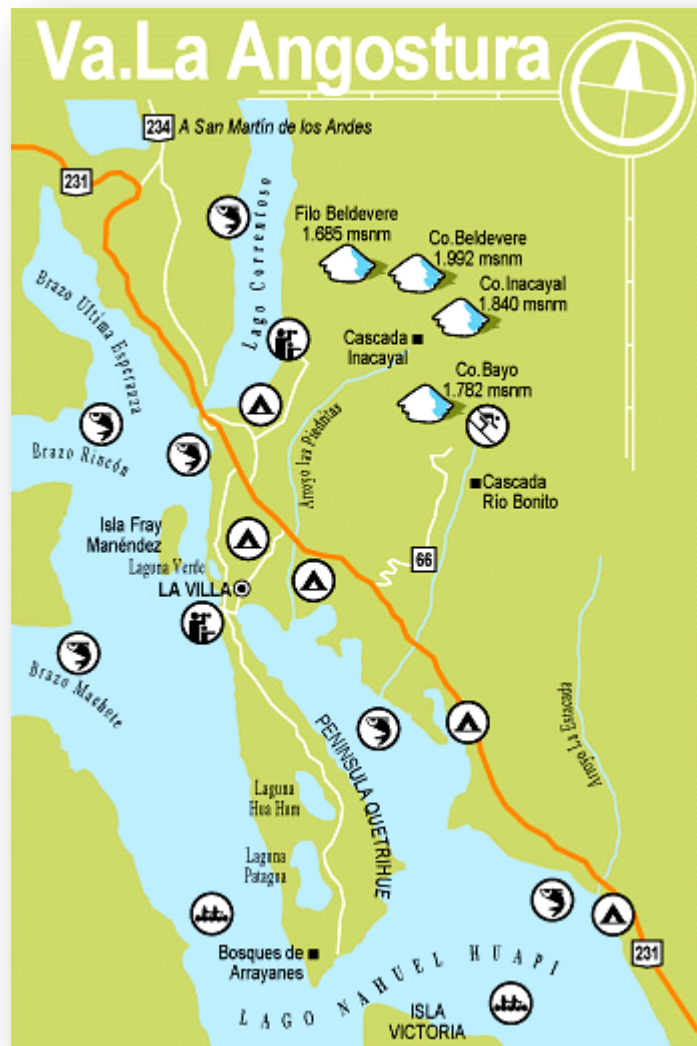 Va.La Angostura
234
A San Martín de los Andes
231
Lago Correntoso
Filo Beldevere
1.685 msnm
Co.Beldevere
1.992 msnm
Co.Inacayal
1.840 msnm
Brazo Ultima Esperanza
Cascada
Inacayal
Co.Bayo
1.782 msnm
Arroyo las Piedritas
Brazo Rincón
Cascada
Rio Bonito
Isla Fray
Manéndez
Laguna Verde
66
LA VILLA
Brazo Machete
PENINSULA QUETRIHUE
Arroyo La Estacada
Laguna
Hua Hum
Laguna
Patagua
Bosques de
Arrayanes
231
LAGO NAHUEL HUAPI
ISLA
VICTORIA